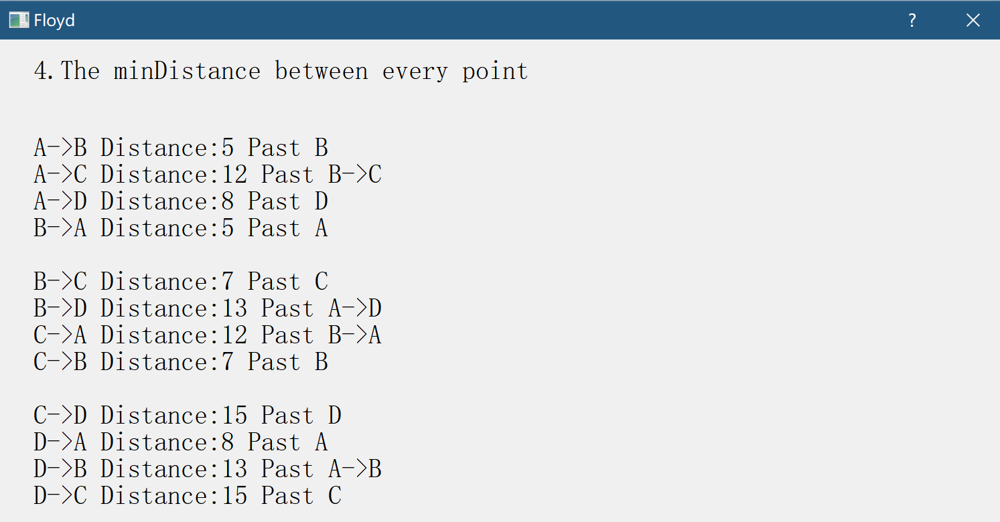 Floyd
4.The minDistance between every point
A->B Distance:5 Past B
A->C Distance:12 Past B->C
A->D Distance:8 Past D
B->A Distance:5 Past A
B->C Distance:7 Past C
B->D Distance:13 Past A->D
C->A Distance:12 Past B->A
C->B Distance:7 Past B
C->D Distance:15 Past D
D->A Distance:8 Past A
D->B Distance:13 Past A->B
D->C Distance:15 Past C